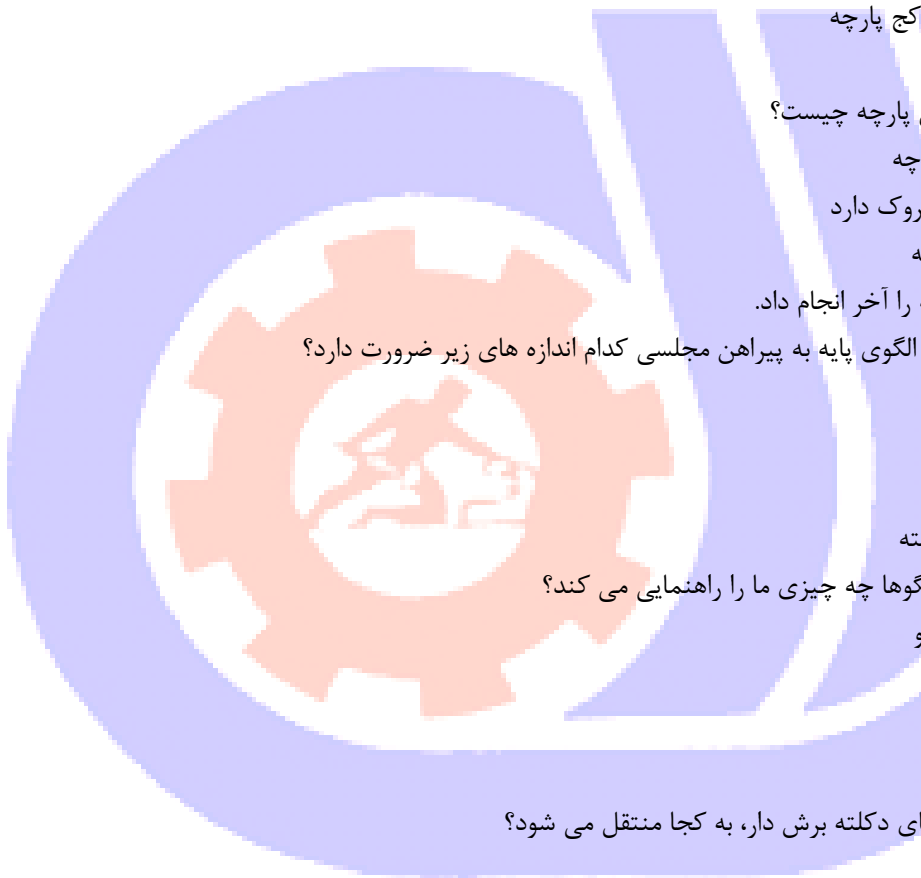 کج پارچه
پارچه چیست؟
چه
روک دارد
ه
را آخر انجام داد.
الگوی پایه به پیراهن مجلسی کدام اندازه های زیر ضرورت دارد؟
ته
گوها چه چیزی ما را راهنمایی می کند؟
و
ای دکلته برش دار، به کجا منتقل می شود؟